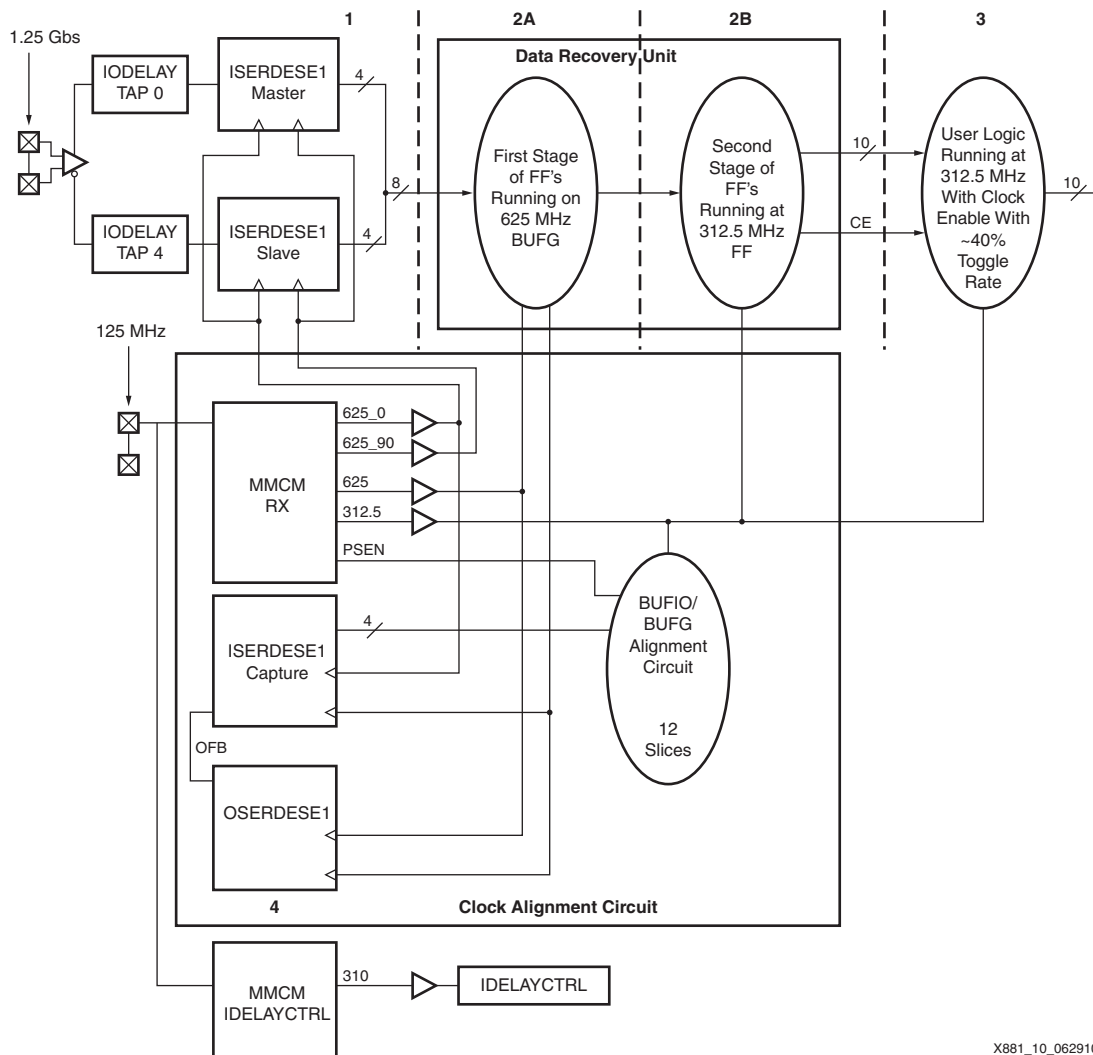 1
2A
2B
3
1.25 Gbs
IODELAY
TAP 0
ISERDESE1
Master
4
Data Recovery Unit
8
First Stage
of FF's
Running on
625 MHz
BUFG
Second
Stage of
FF's
Running at
312.5 MHz
FF
10
CE
User Logic
Running at
312.5 MHz
With Clock
Enable With
~40%
Toggle
Rate
10
IODELAY
TAP 4
ISERDESE1
Slave
4
125 MHz
MMCM
RX
625_0
625_90
625
312.5
PSEN
ISERDESE1
Capture
4
BUFIO/
BUFG
Alignment
Circuit
12
Slices
OFB
OSERDESE1
4
Clock Alignment Circuit
MMCM
IDELAYCTRL
310
IDELAYCTRL
X881_10_062910